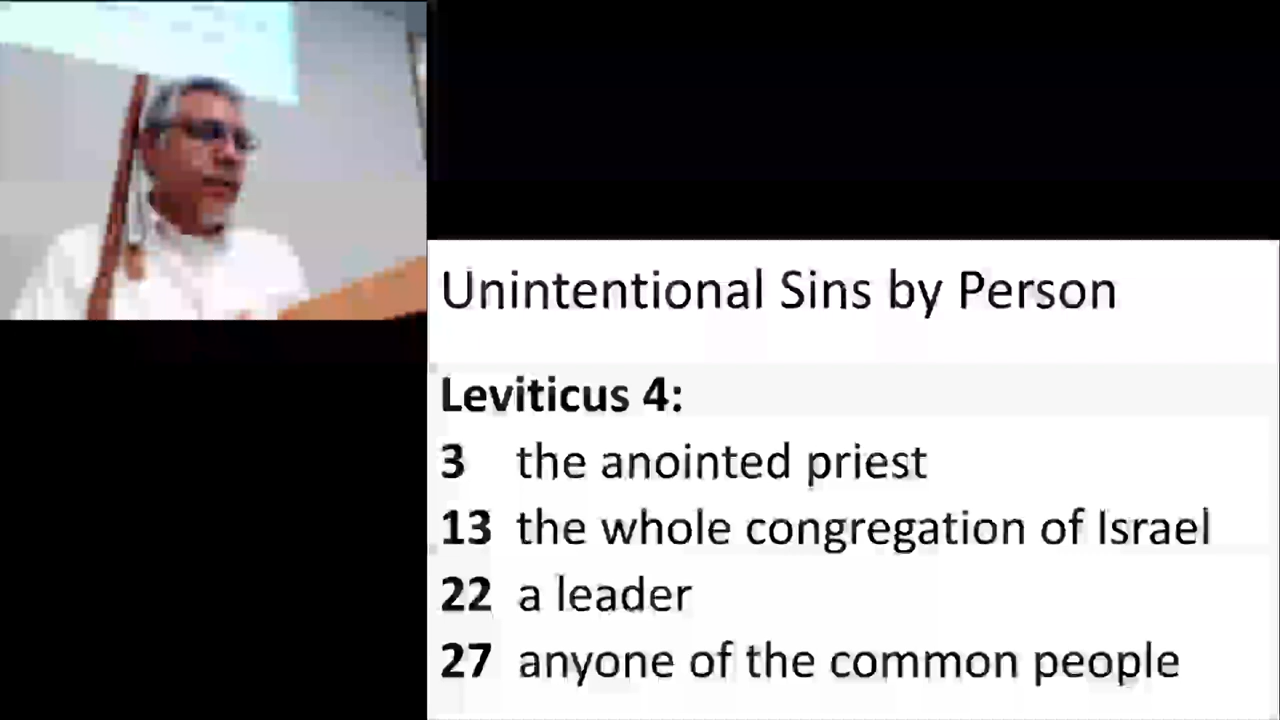 Unintentional Sins by Person
Leviticus 4:
3 the anointed priest
13 the whole congregation of Israel
22 a leader
27 anyone of the common people